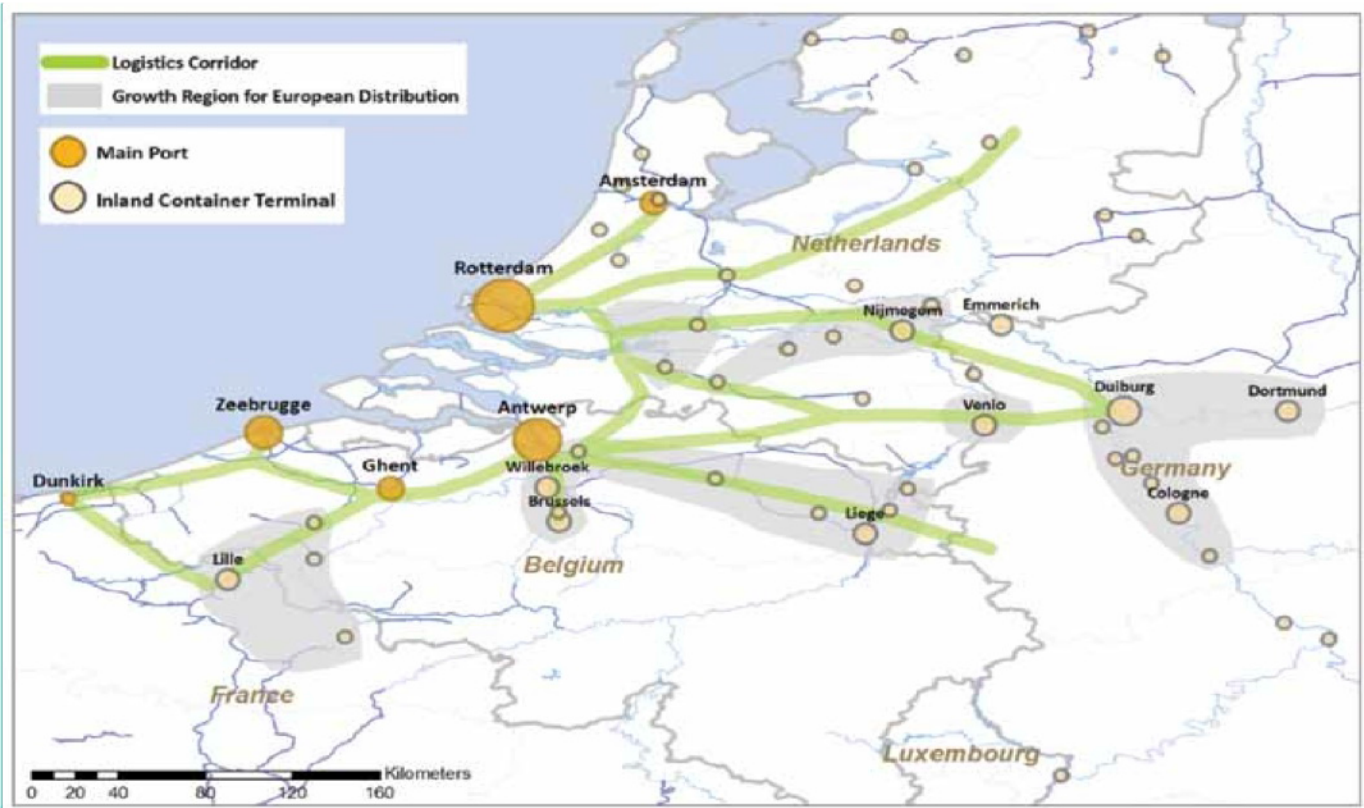 Logistics Corridor
Growth Region for European Distribution
Main Port
Inland Container Terminal
Amsterdam
Netherlands
Rotterdam
Nijmegem
Emmerich
Duiburg
Dortmund
Zeebrugge
Antwerp
Venlo
Ghent
Willebroek
Germany
Dunkirk
Brussels
Cologne
Liege
Lille
Belgium
France
Luxembourg
Kilometers
0 20 40 80 120 160